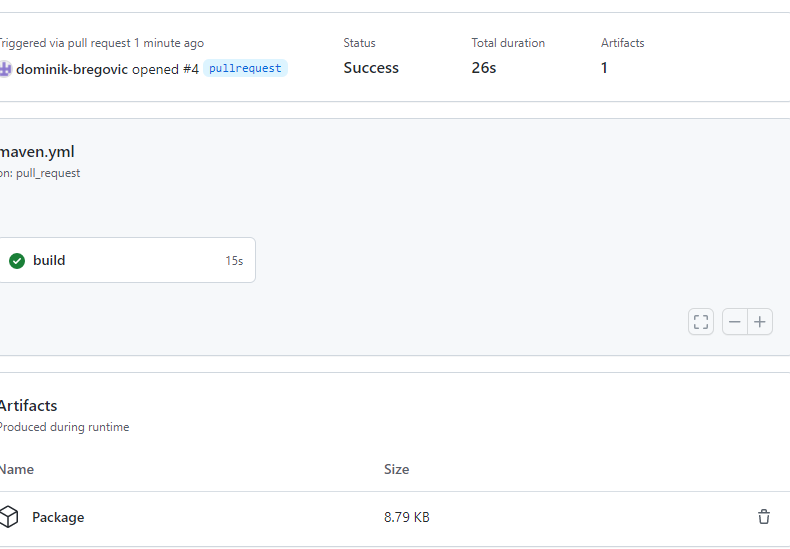 Triggered via pull request 1 minute ago
Status
Total duration
Artifacts
dominik-bregovic opened #4 pullrequest
Success
26s
1
maven.yml
on: pull_request
build
15s
Artifacts
Produced during runtime
Name
Size
Package
8.79 KB